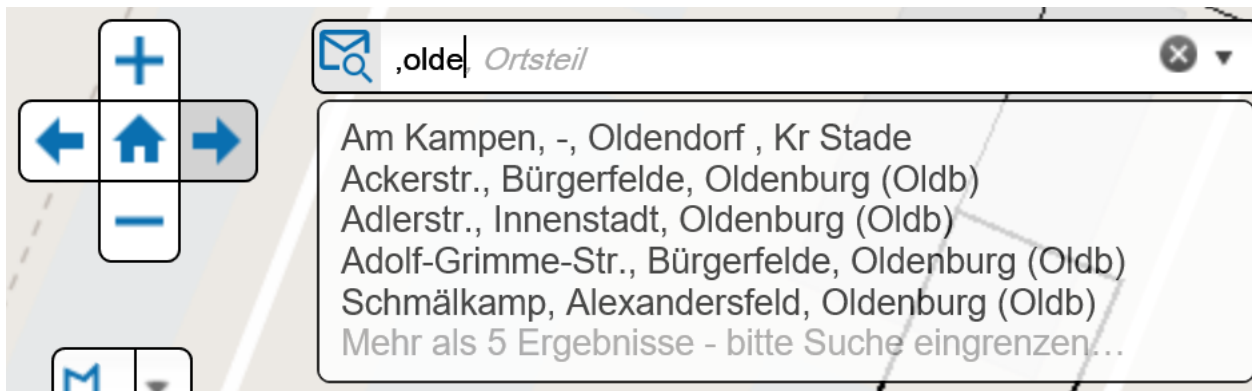 ,olde, Ortsteil
Am Kampen, -, Oldendorf , Kr Stade
Ackerstr., Bürgerfelde, Oldenburg (Oldb)
Adlerstr., Innenstadt, Oldenburg (Oldb)
Adolf-Grimme-Str., Bürgerfelde, Oldenburg (Oldb)
Schmälkamp, Alexandersfeld, Oldenburg (Oldb)
Mehr als 5 Ergebnisse - bitte Suche eingrenzen...